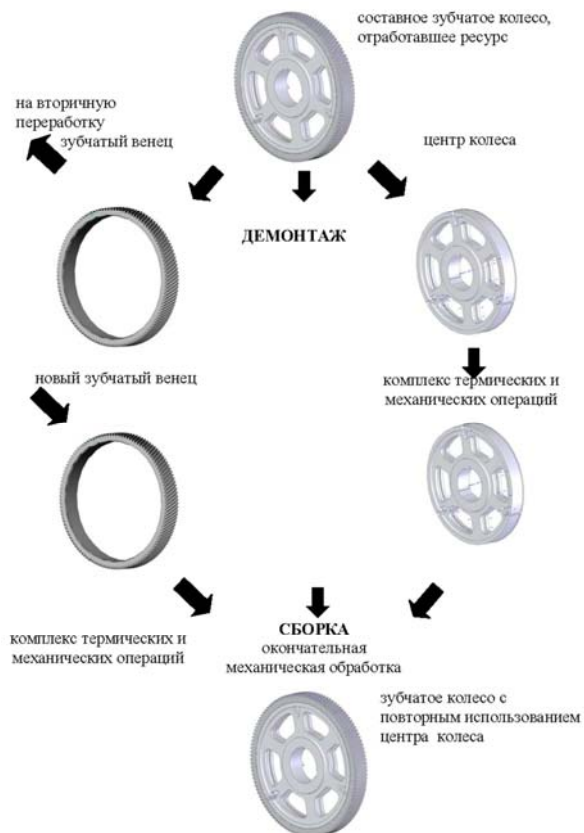 составное зубчатое колесо,
отработавшее ресурс
на вторичную
переработку
зубчатый венец
центр колеса
ДЕМОНТАЖ
новый зубчатый венец
комплекс термических и
механических операций
комплекс термических и
механических операций
СБОРКА
окончательная
механическая обработка
зубчатое колесо с
повторным использованием
центра колеса